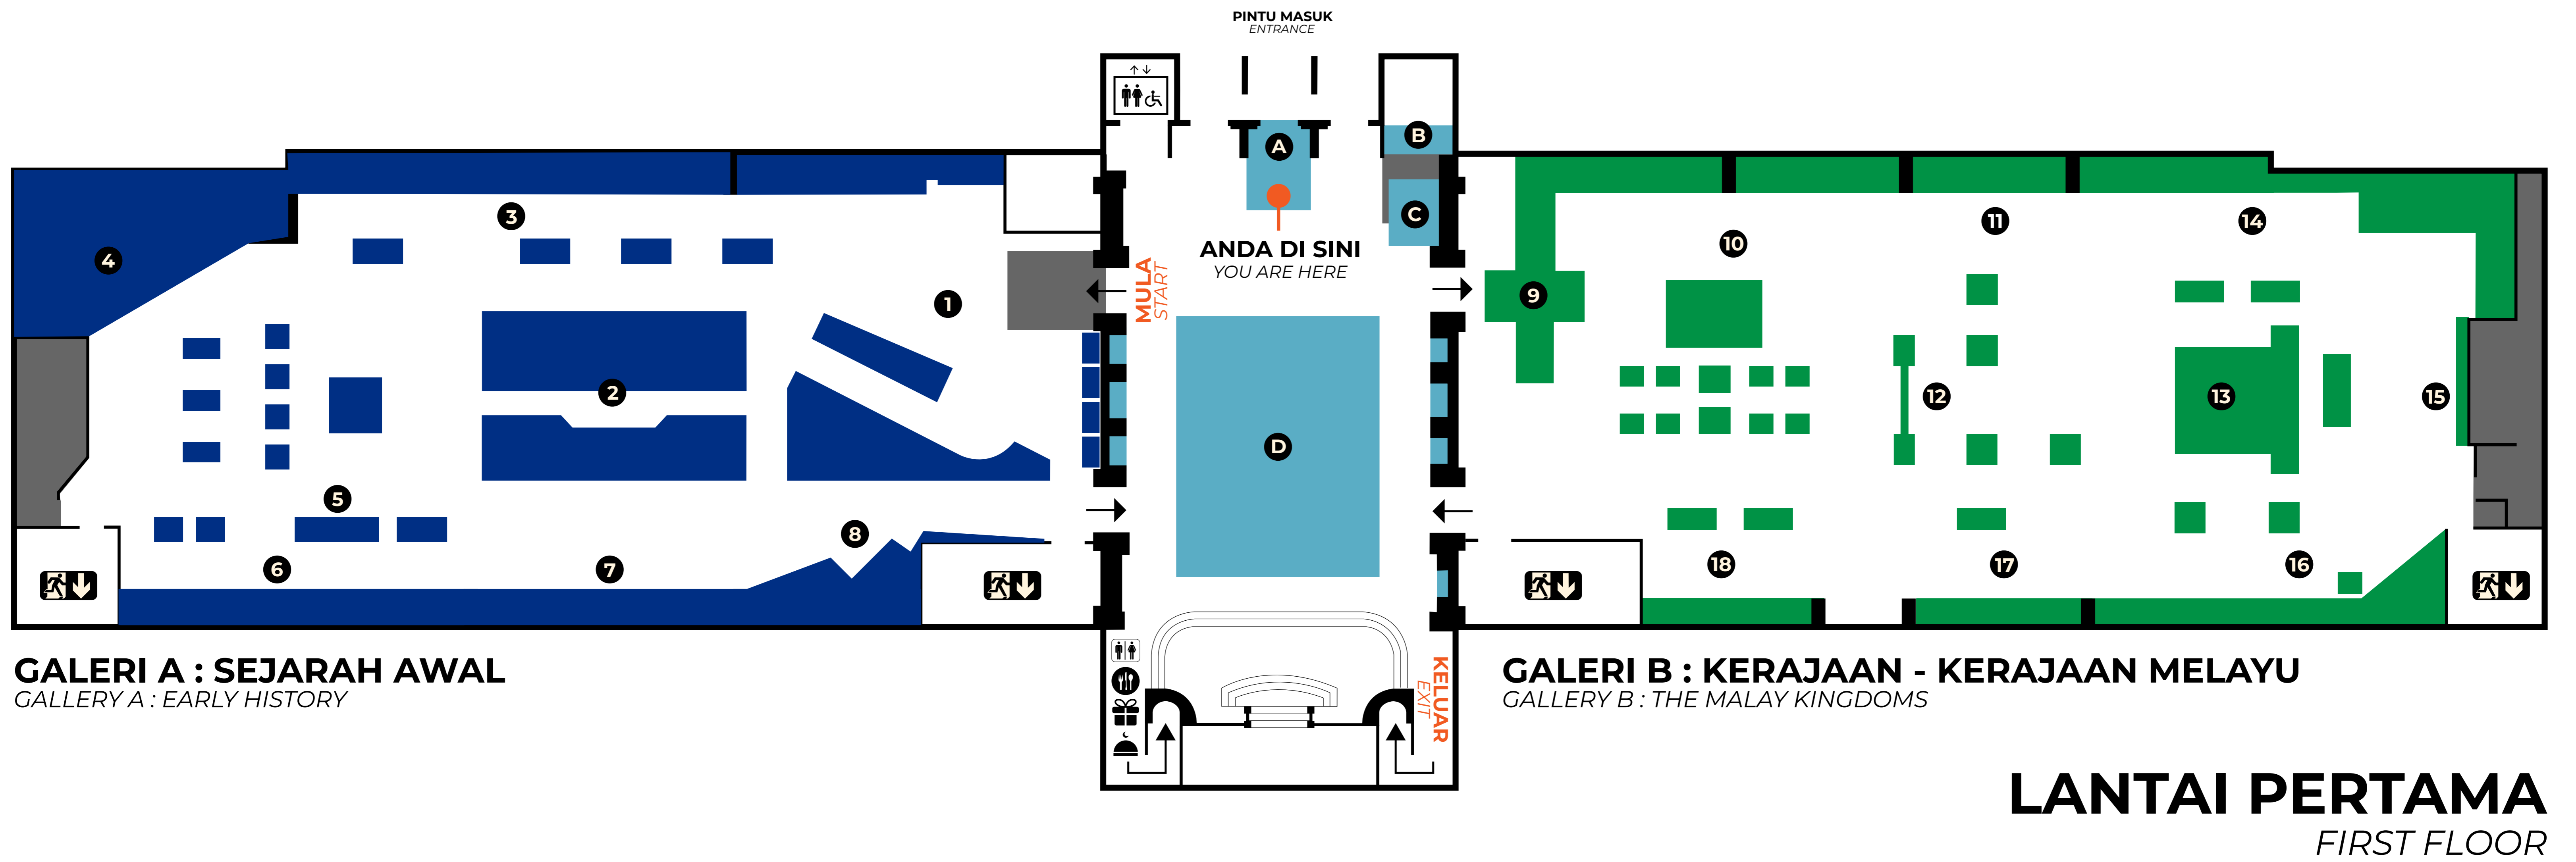 PINTU MASUK
ENTRANCE
A
B
C
ANDA DI SINI
YOU ARE HERE
MULA
START
D
4
3
1
2
5
6
7
8
9
10
11
14
12
13
15
18
17
16
KELUAR
EXIT
GALERI A : SEJARAH AWAL
GALLERY A : EARLY HISTORY
GALERI B : KERAJAAN - KERAJAAN MELAYU
GALLERY B : THE MALAY KINGDOMS
LANTAI PERTAMA
FIRST FLOOR